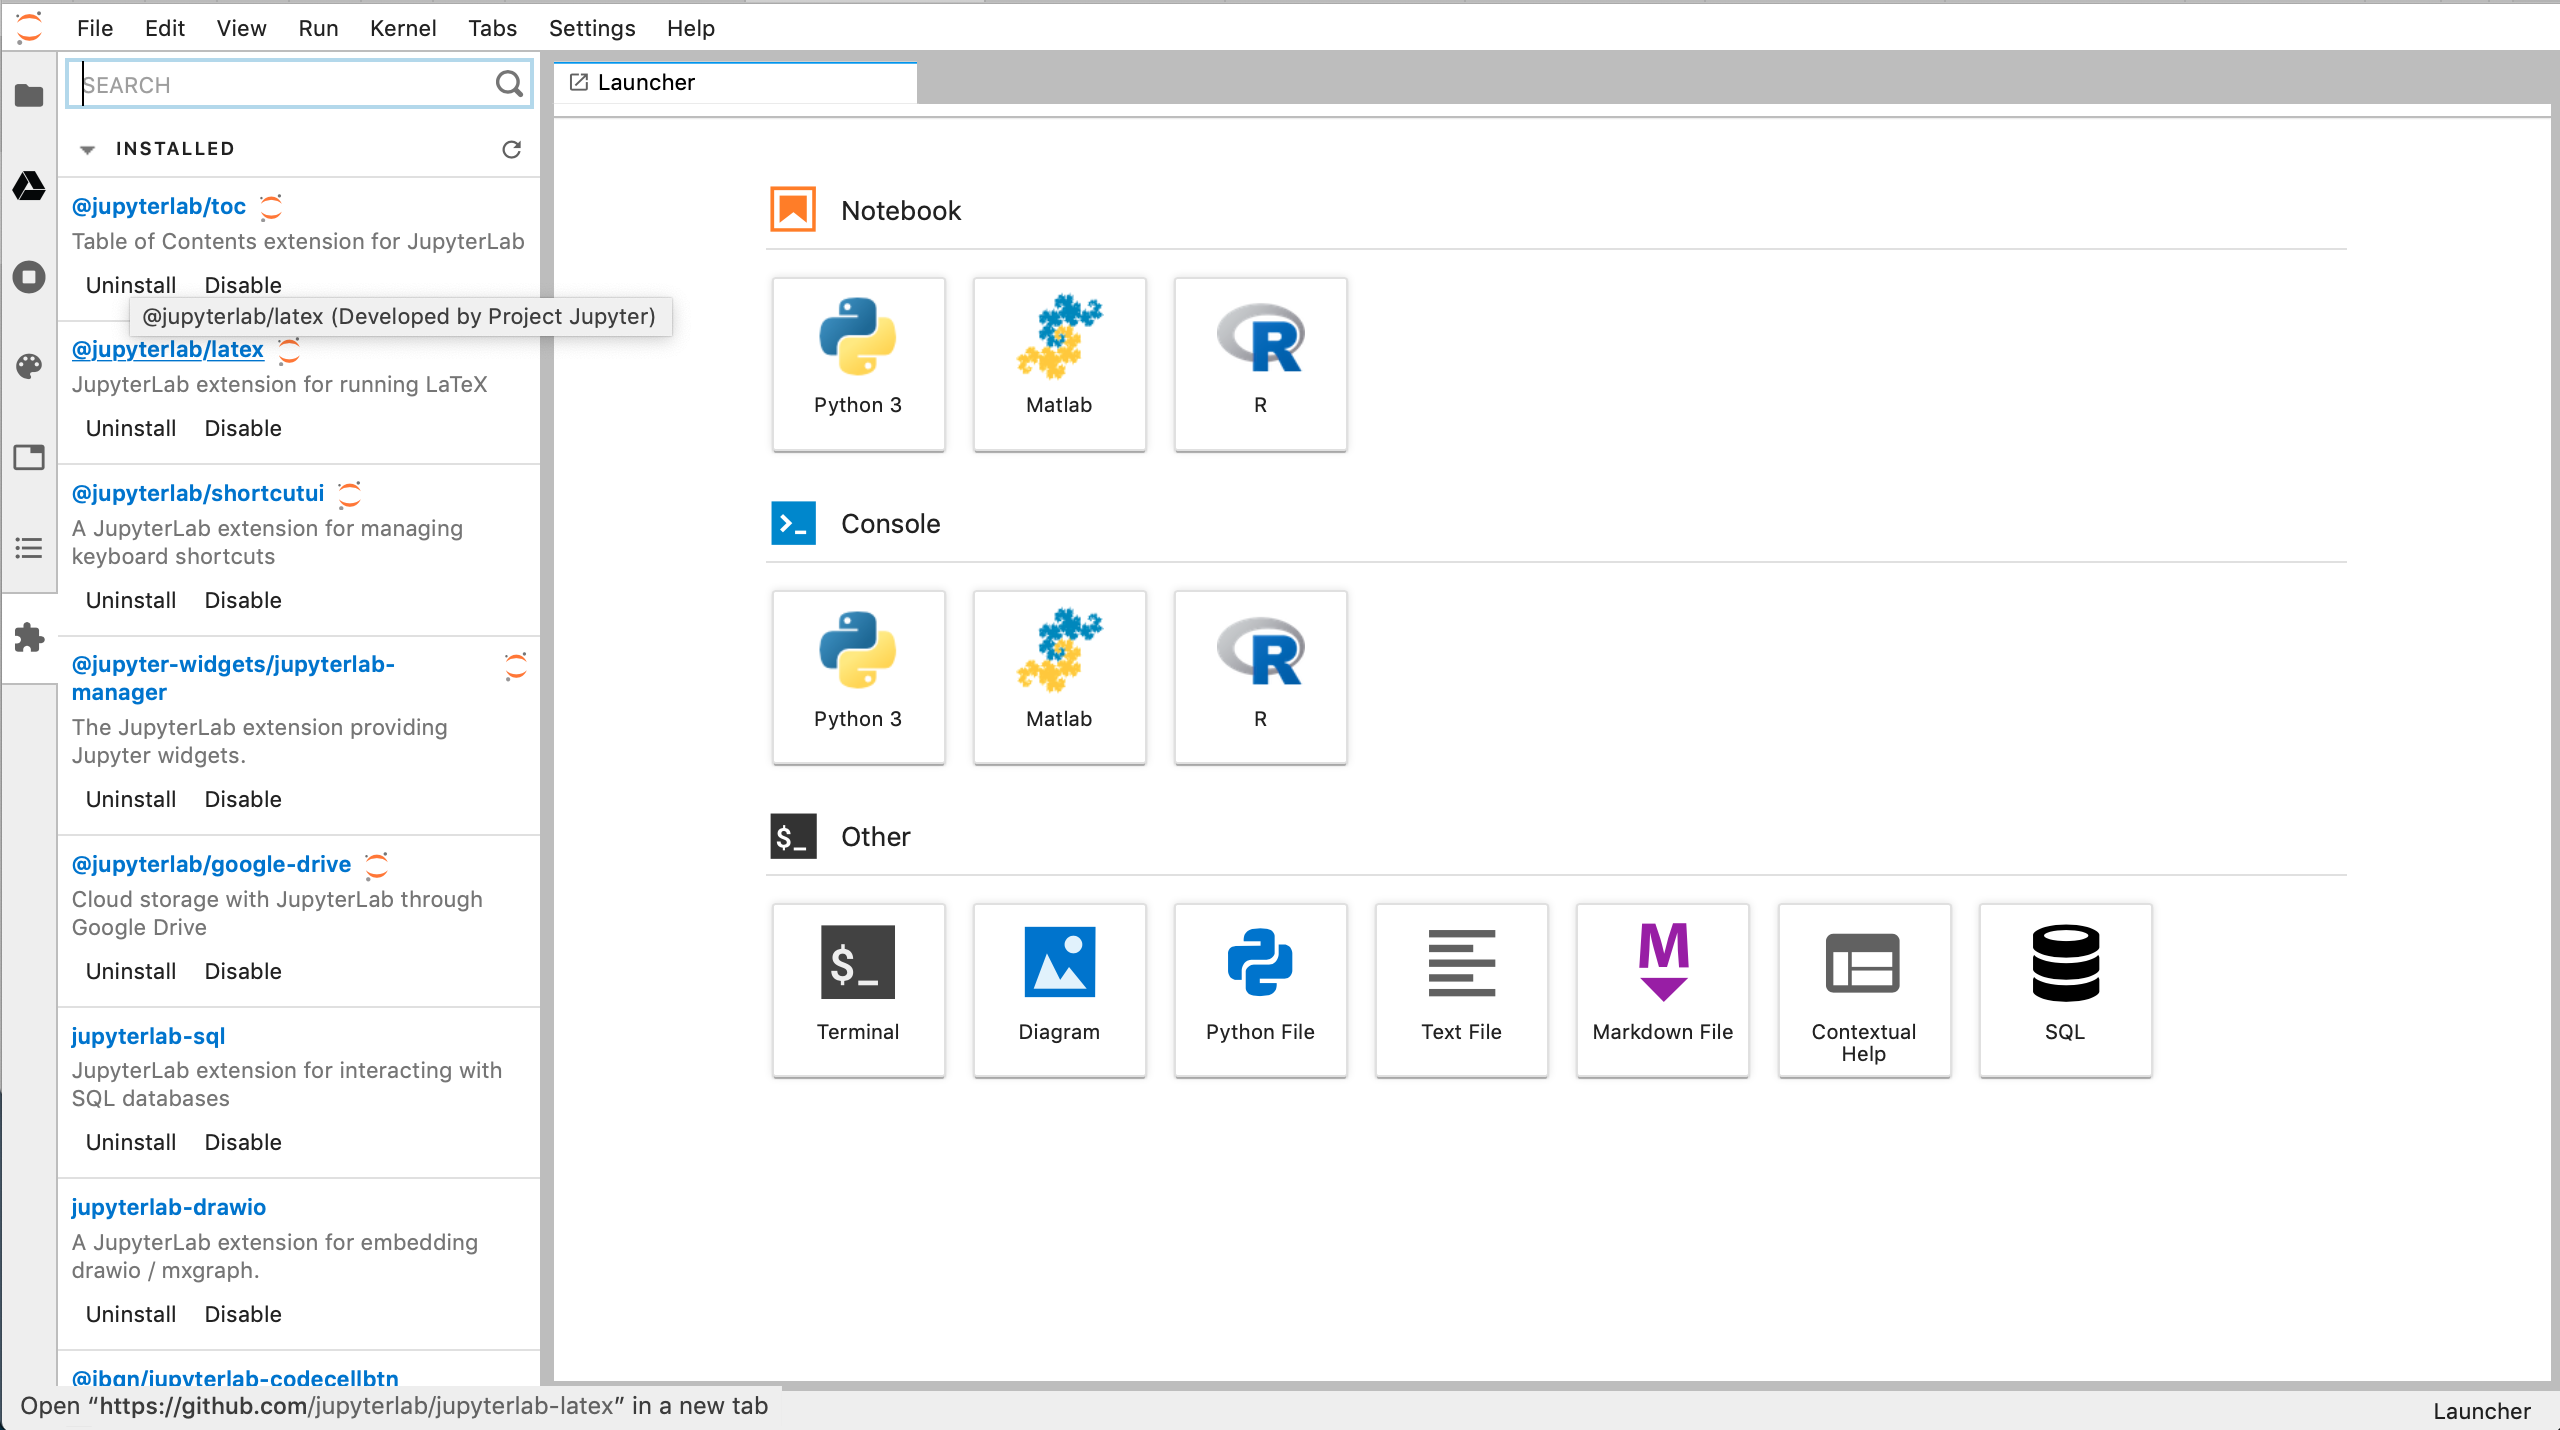 File Edit View Run Kernel Tabs Settings Help
SEARCH
INSTALLED
@jupyterlab/toc
Table of Contents extension for JupyterLab
Uninstall Disable
@jupyterlab/latex (Developed by Project Jupyter)
@jupyterlab/latex
JupyterLab extension for running LaTeX
Uninstall Disable
@jupyterlab/shortcutui
A JupyterLab extension for managing
keyboard shortcuts
Uninstall Disable
@jupyter-widgets/jupyterlab-
manager
The JupyterLab extension providing
Jupyter widgets.
Uninstall Disable
@jupyterlab/google-drive
Cloud storage with JupyterLab through
Google Drive
Uninstall Disable
jupyterlab-sql
JupyterLab extension for interacting with
SQL databases
Uninstall Disable
jupyterlab-drawio
A JupyterLab extension for embedding
drawio / mxgraph.
Uninstall Disable
@ibqn/jupyterlab-codecellbtn
Launcher
Notebook
Python 3
Matlab
R
Console
Python 3
Matlab
R
$_ Other
$_
Terminal
Diagram
Python File
Text File
M
Markdown File
Contextual
Help
SQL
Open “https://github.com/jupyterlab/jupyterlab-latex” in a new tab
Launcher